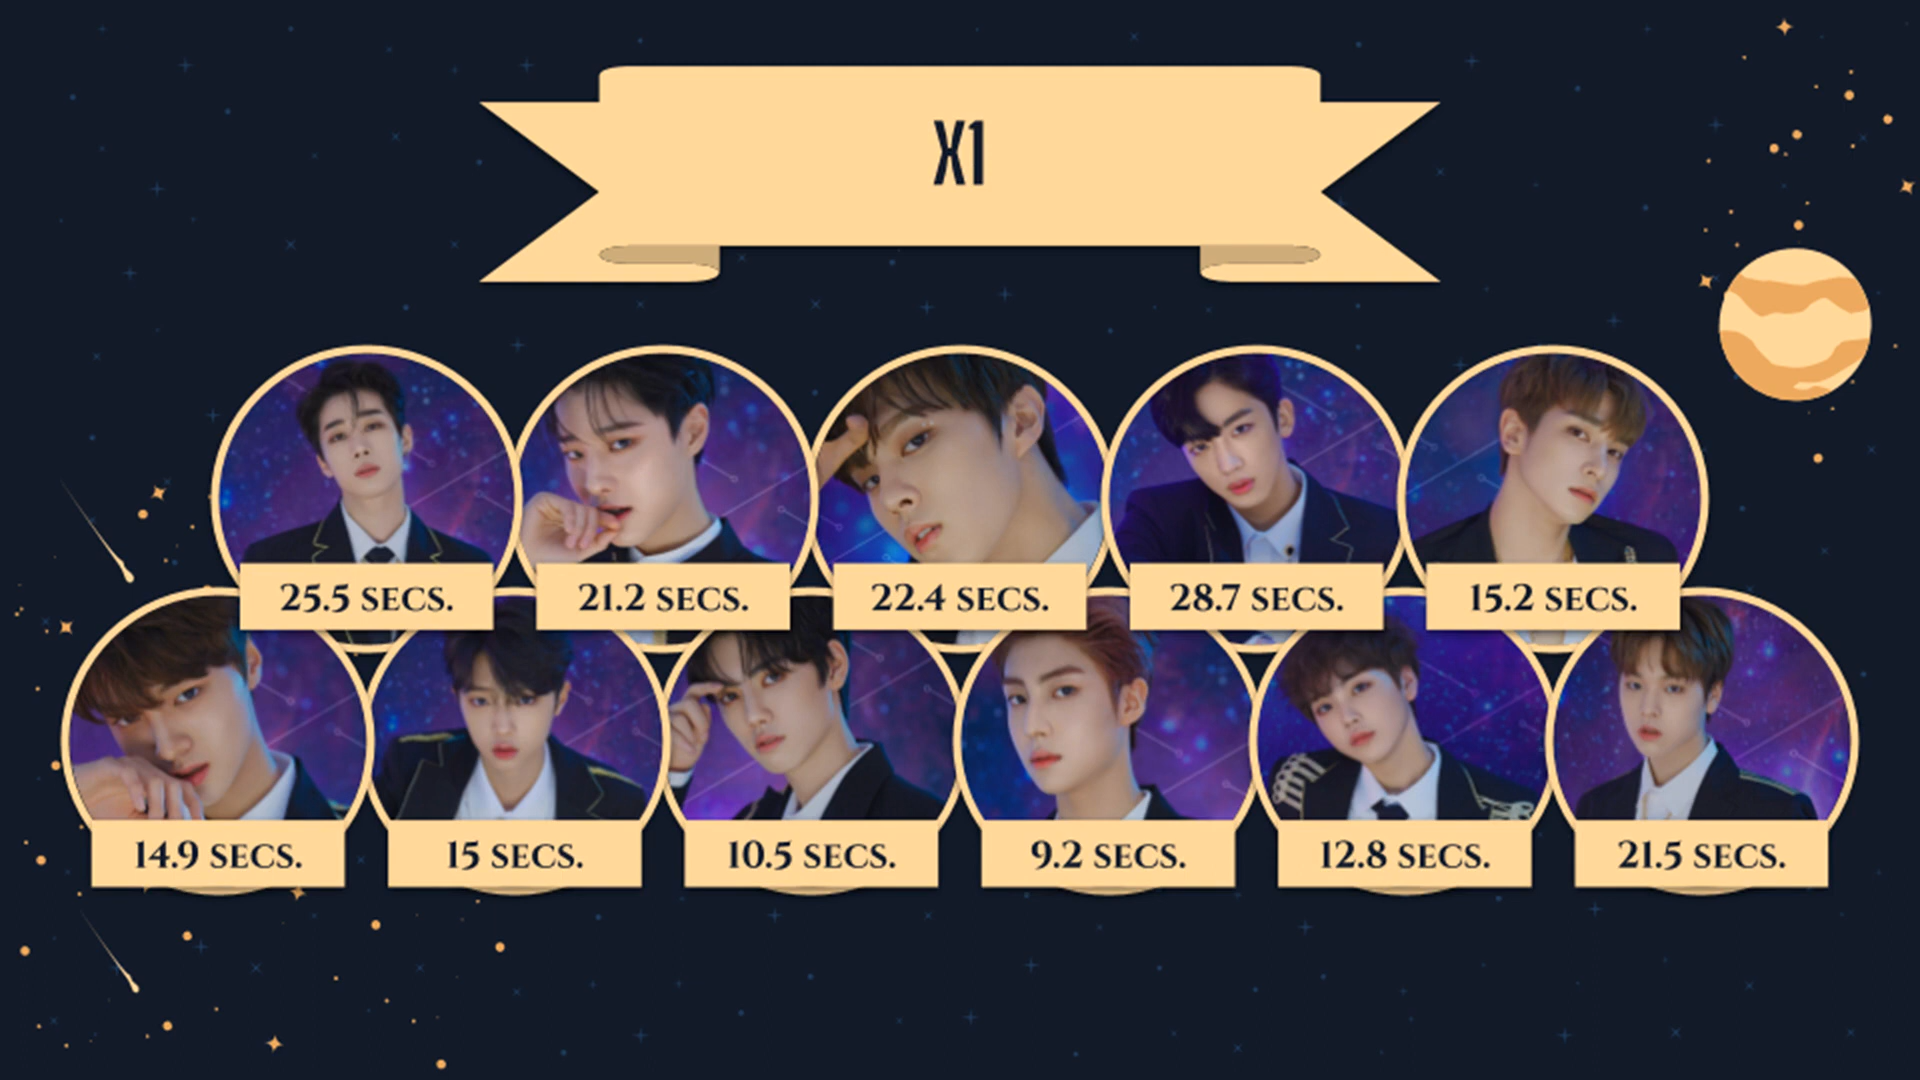 X1
25.5 SECS.
21.2 SECS.
22.4 SECS.
28.7 SECS.
15.2 SECS.
14.9 SECS.
15 SECS.
10.5 SECS.
9.2 SECS.
12.8 SECS.
21.5 SECS.